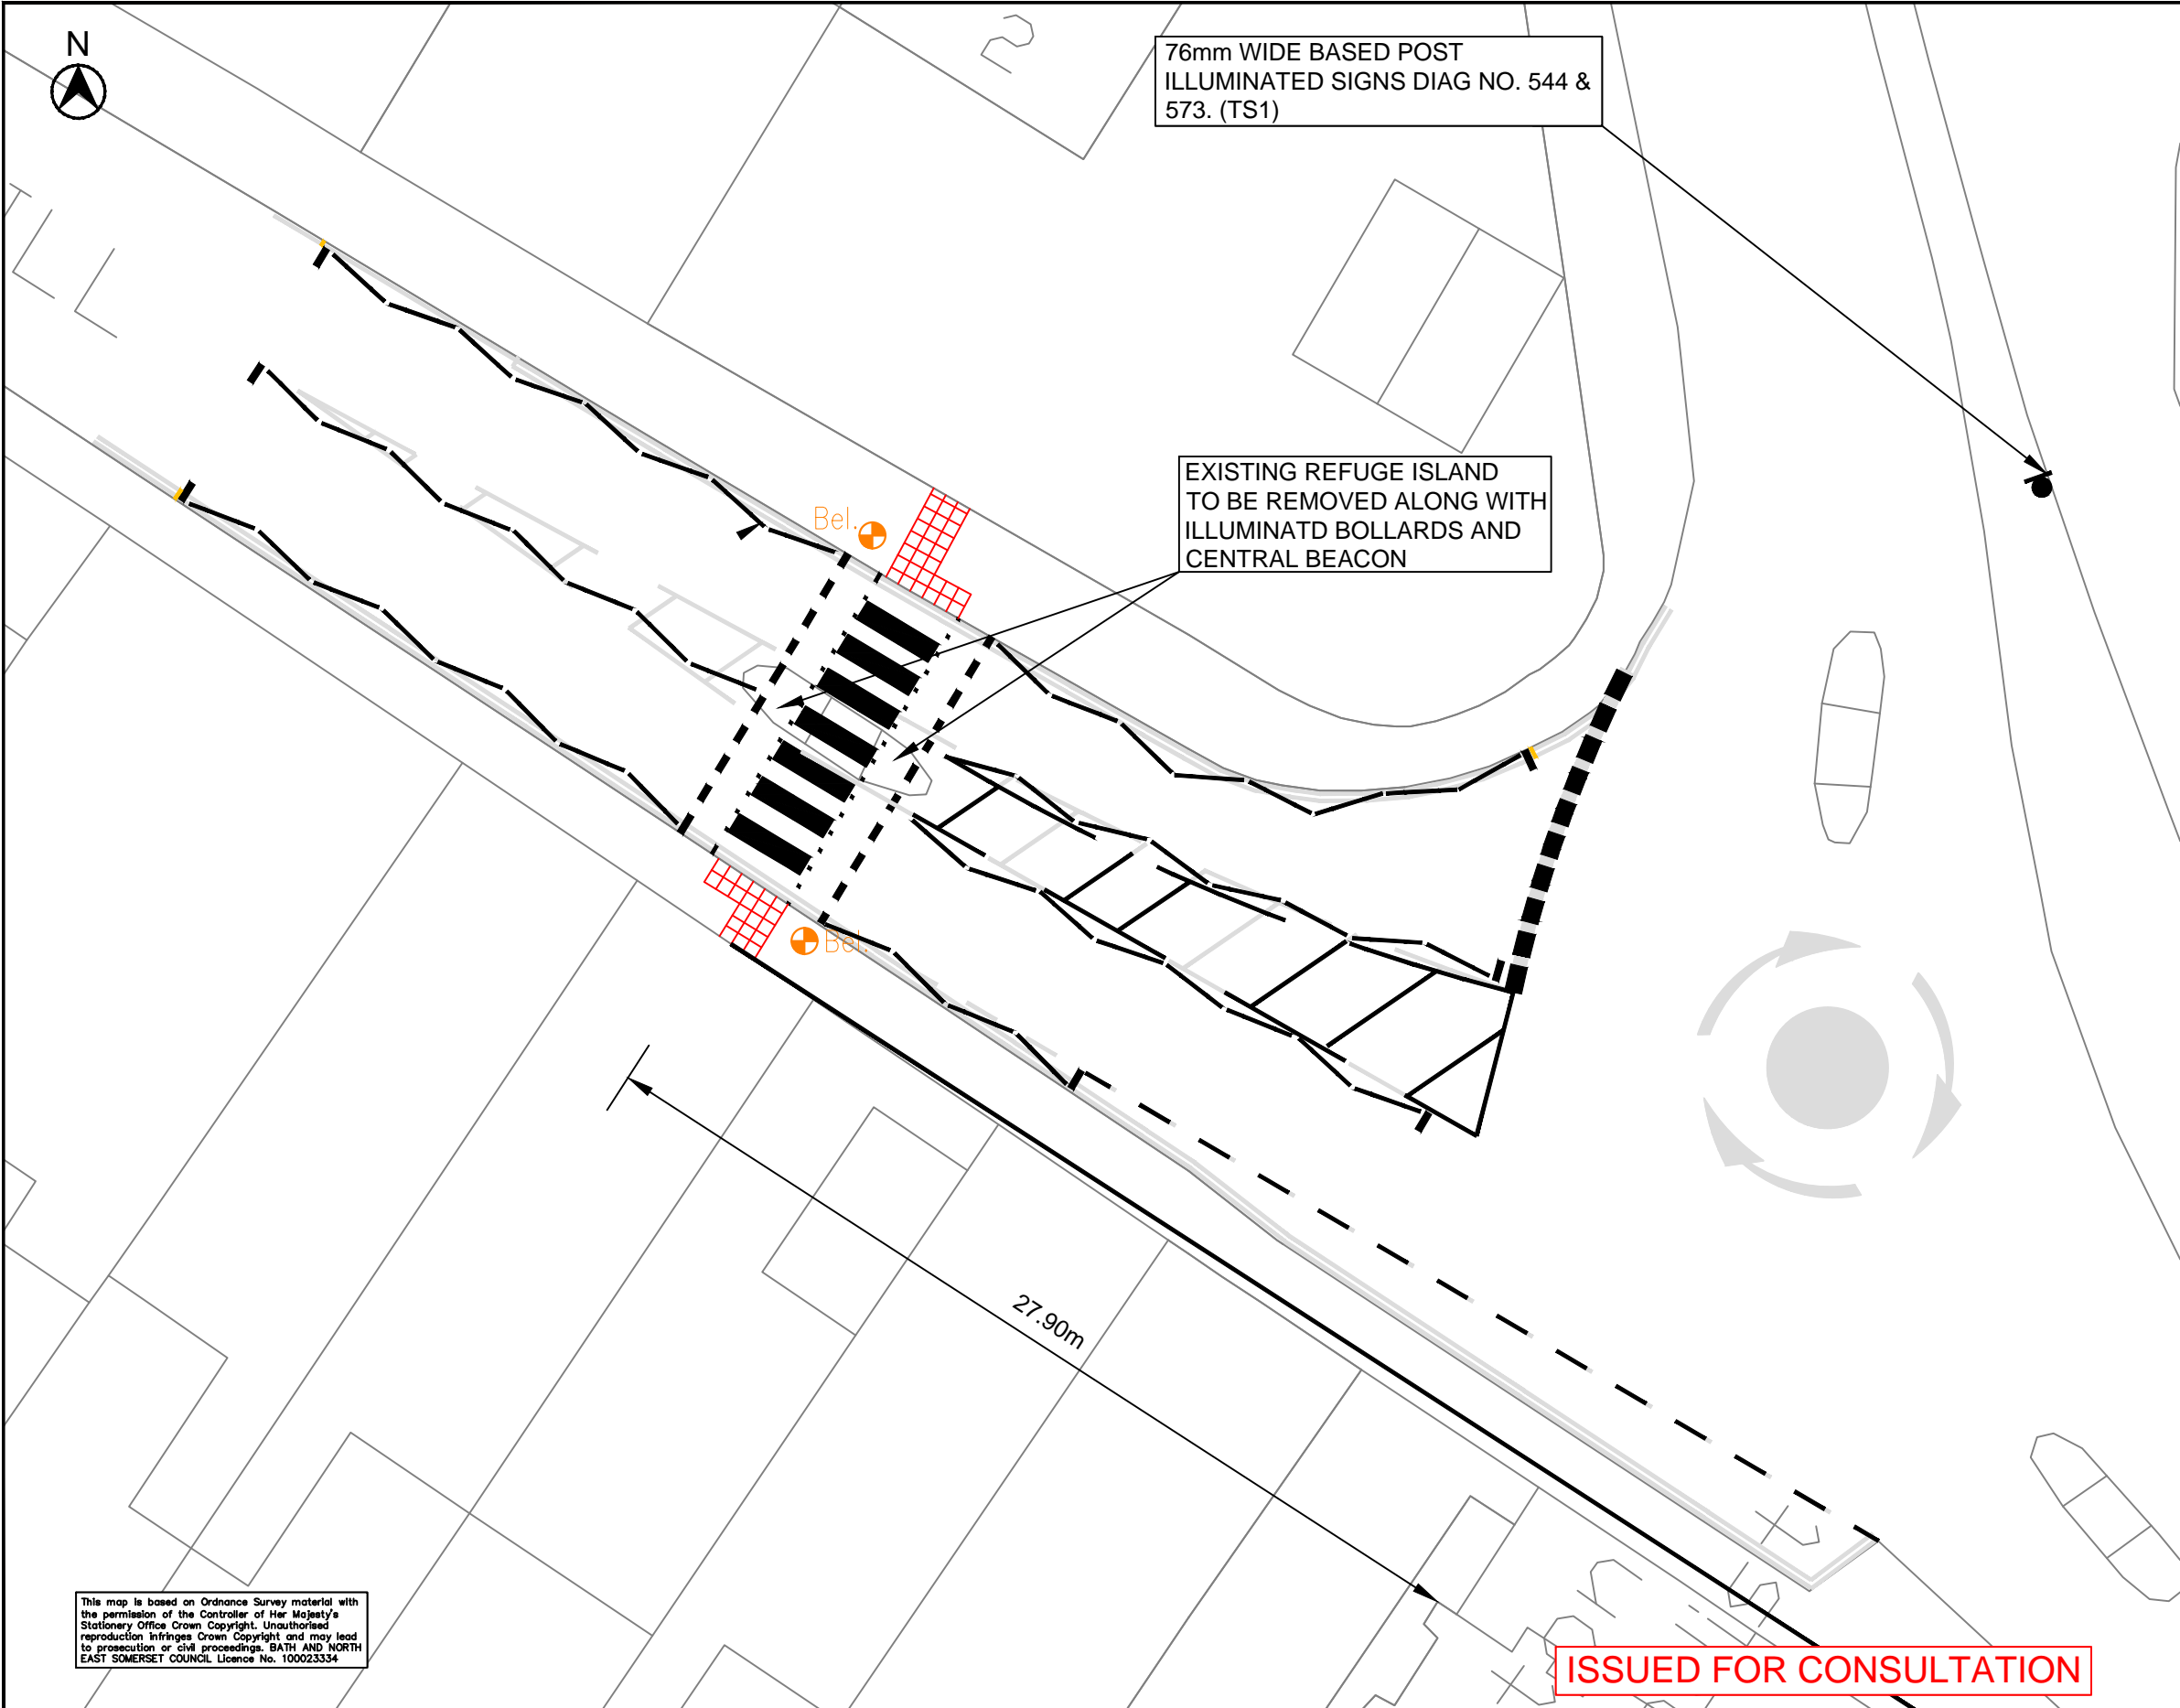 N
2
76mm WIDE BASED POST
ILLUMINATED SIGNS DIAG NO. 544 &
573. (TS1)
EXISTING REFUGE ISLAND
TO BE REMOVED ALONG WITH
ILLUMINATD BOLLARDS AND
CENTRAL BEACON
Bel.
Bel.
27.90m
This map is based on Ordnance Survey material with
the permission of the Controller of Her Majesty's
Stationery Office Crown Copyright. Unauthorised
reproduction infringes Crown Copyright and may lead
to prosecution or civil proceedings. BATH AND NORTH
EAST SOMERSET COUNCIL Licence No. 100023334
ISSUED FOR CONSULTATION